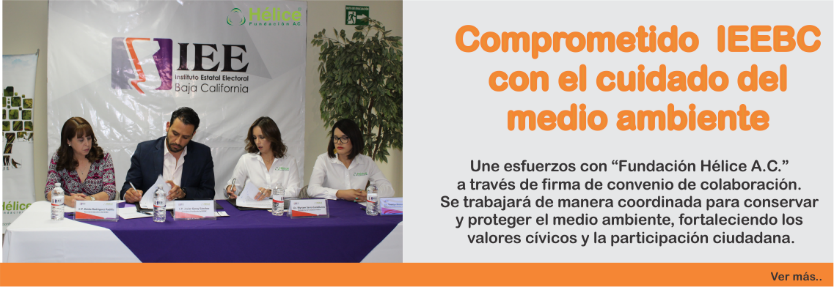 Hélice
Fundación A.C.
IEE
Instituto Estatal Electoral
Baja California
Hélice
Comprometido IEEBC
con el cuidado del
medio ambiente
Une esfuerzos con “Fundación Hélice A.C.”
a través de firma de convenio de colaboración.
Se trabajará de manera coordinada para conservar
y proteger el medio ambiente, fortaleciendo los
valores cívicos y la participación ciudadana.
Ver más..